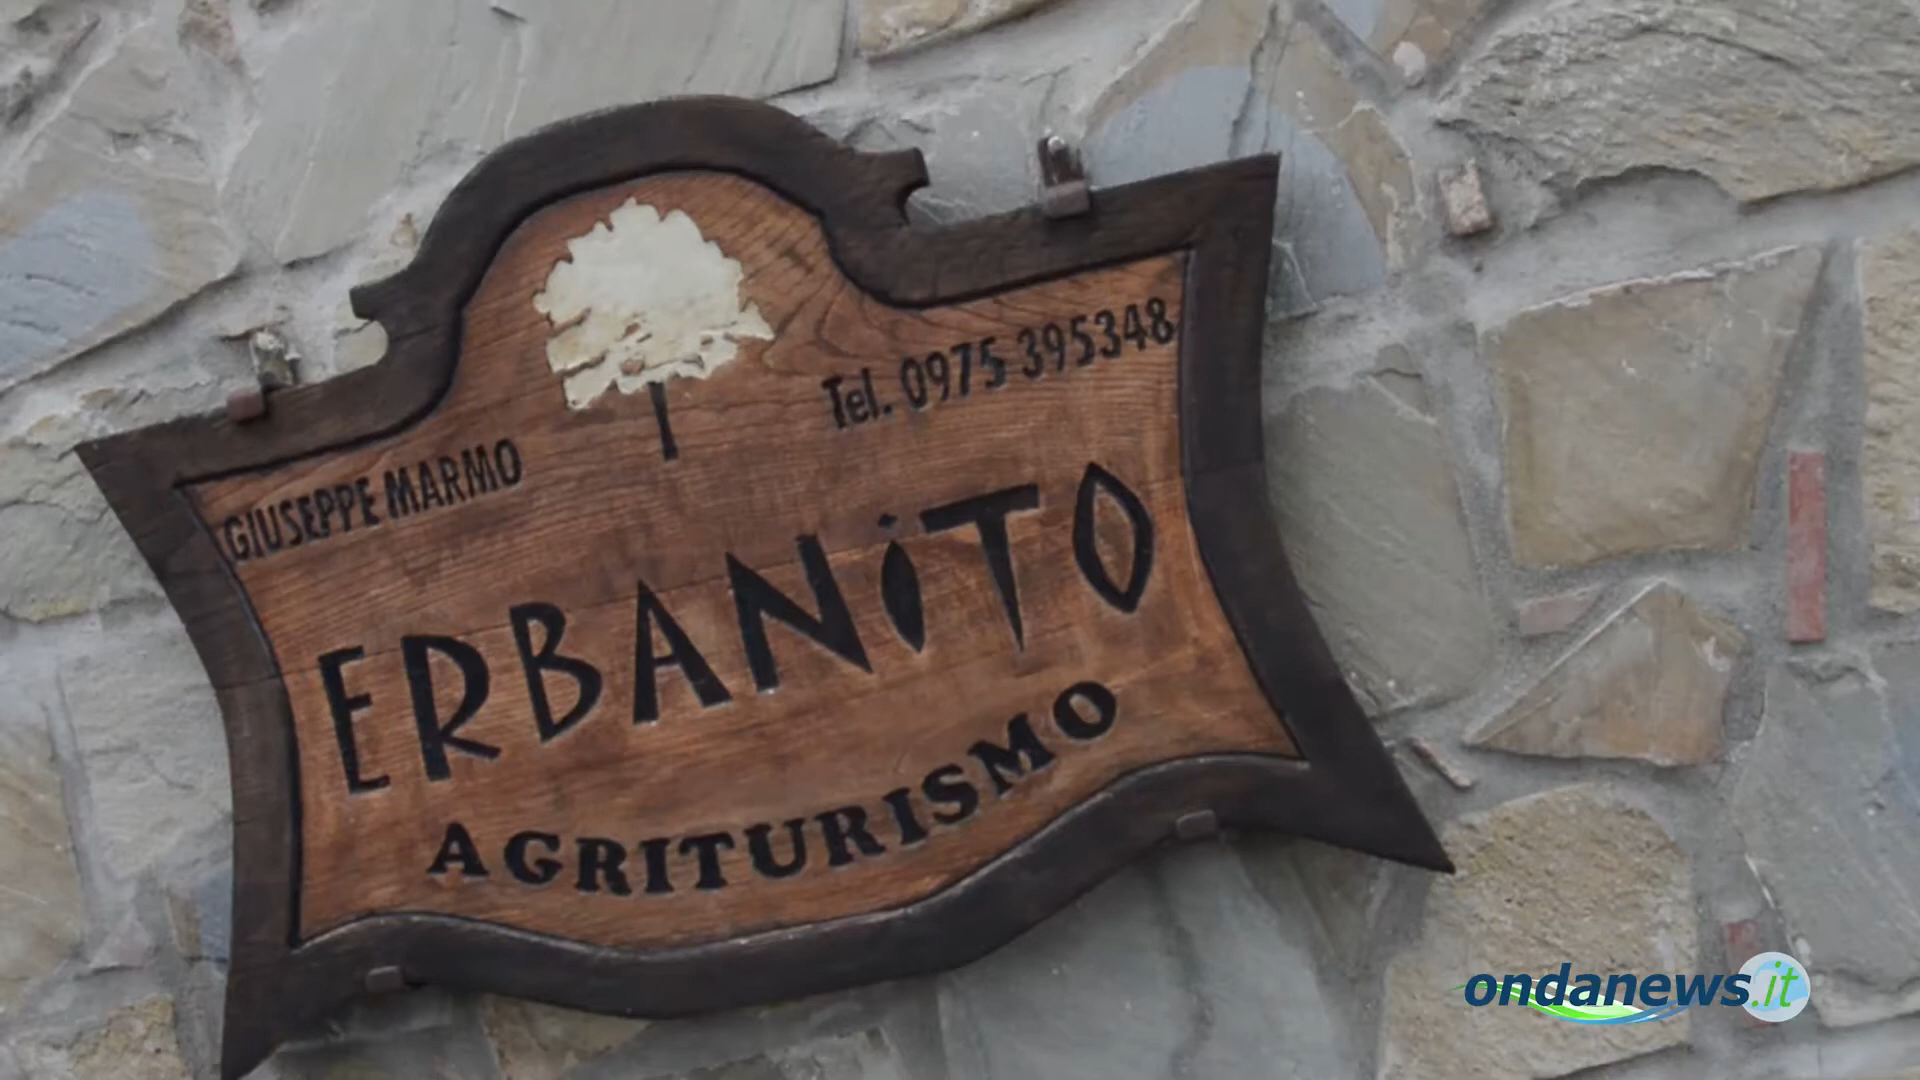 GIUSEPPE MARMO
Tel. 0975 395348
ERBANiTO
AGRITURISMO
ondanews.it